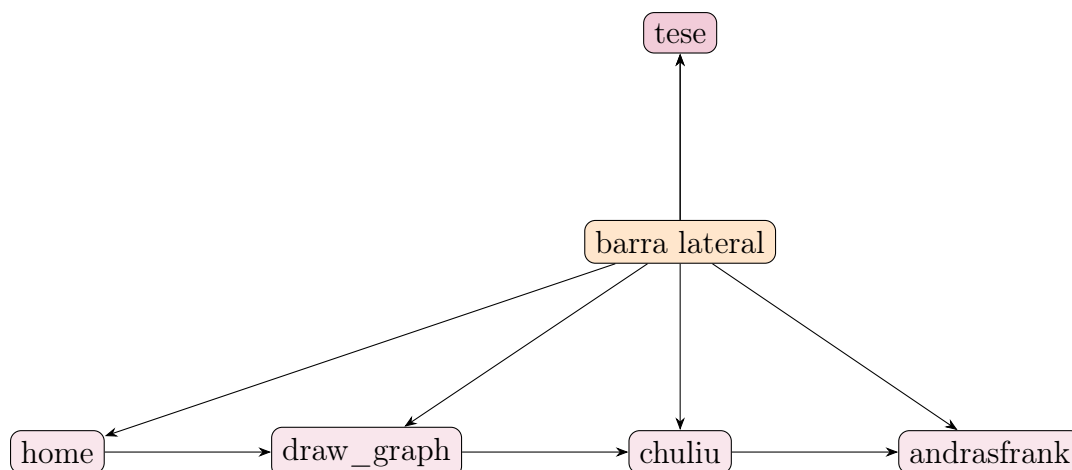 tese
barra lateral
home
draw_graph
chuliu
andrasfrank